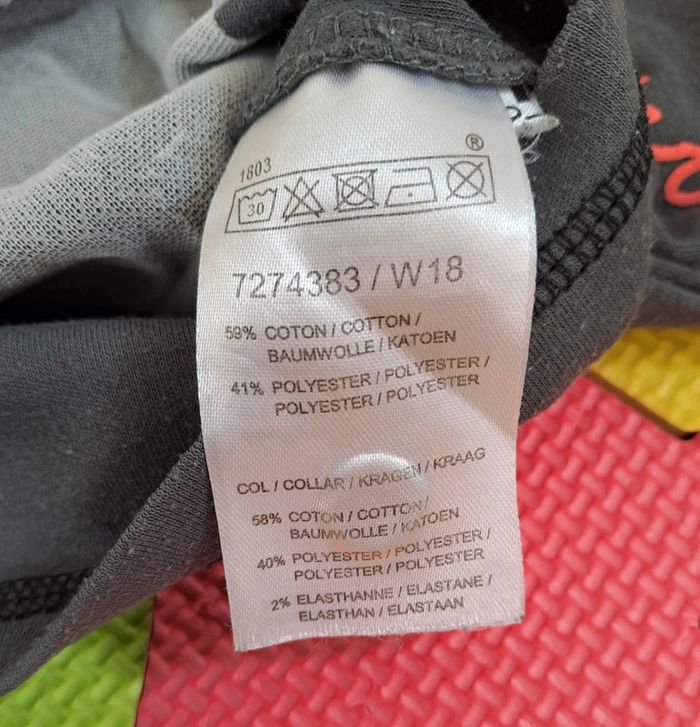 1803
®
30
7274383 / W18
59% COTON / COTTON /
BAUMWOLLE / KATOEN
41% POLYESTER / POLYESTER /
POLYESTER / POLYESTER
COL / COLLAR / KRAGEN / KRAAG
58% COTON / COTTON /
BAUMWOLLE / KATOEN
40% POLYESTER / POLYESTER /
POLYESTER / POLYESTER
2% ELASTHANNE / ELASTANE /
ELASTHAN / ELASTAAN